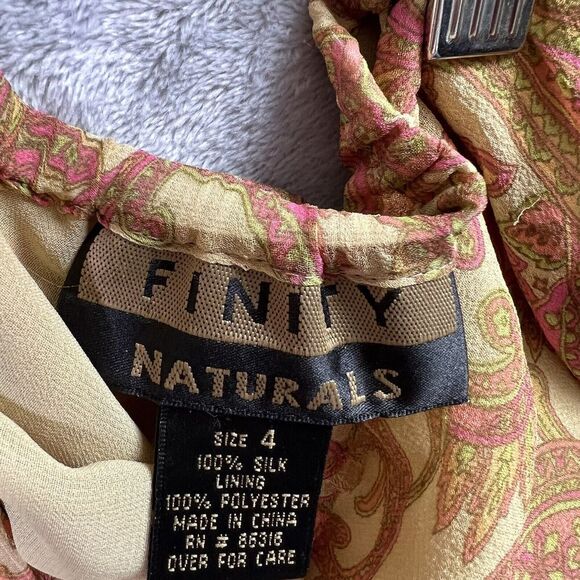 FINITY
NATURALS
SIZE 4
100% SILK
LINING
100% POLYESTER
MADE IN CHINA
RN # 86316
OVER FOR CARE